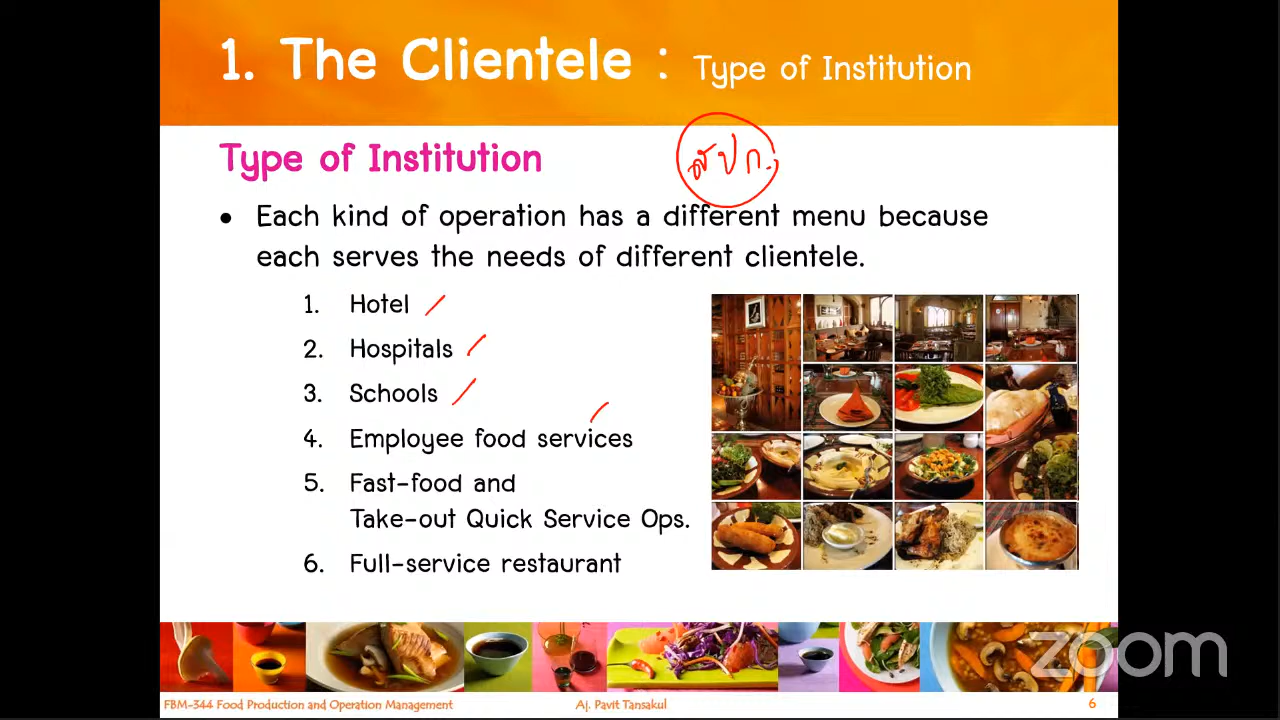 1. The Clientele : Type of Institution
Type of Institution
สปก.
• Each kind of operation has a different menu because
each serves the needs of different clientele.
1. Hotel
2. Hospitals
3. Schools
4. Employee food services
5. Fast-food and
Take-out Quick Service Ops.
6. Full-service restaurant
zoom
FBM-344 Food Production and Operation Management Aj. Pavit Tansakul 6